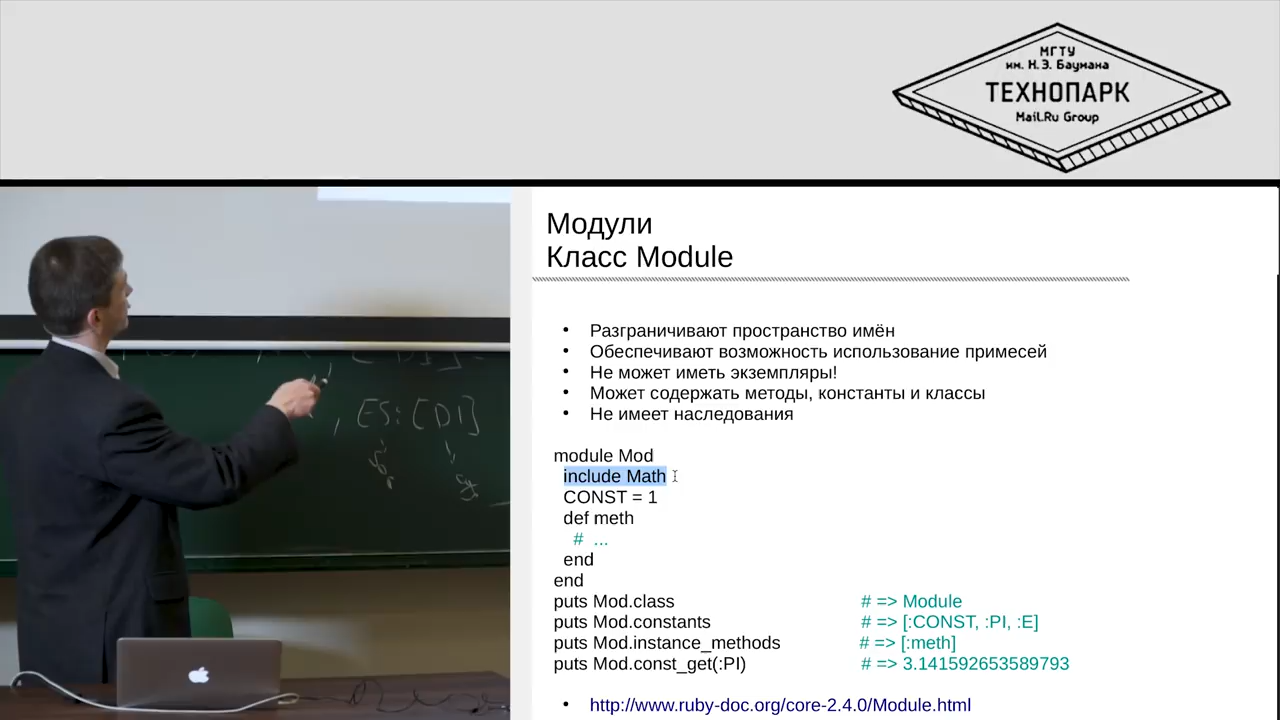 МГТУ
им. Н.Э. Баумана
ТЕХНОПАРК
Mail.Ru Group
Модули
Класс Module
• Разграничивают пространство имён
• Обеспечивают возможность использование примесей
• Не может иметь экземпляры!
• Может содержать методы, константы и классы
• Не имеет наследования
module Mod
include Math
CONST = 1
def meth
# ...
end
end
puts Mod.class # => Module
puts Mod.constants # => [:CONST, :PI, :E]
puts Mod.instance_methods # => [:meth]
puts Mod.const_get(:PI) # => 3.141592653589793
• http://www.ruby-doc.org/core-2.4.0/Module.html